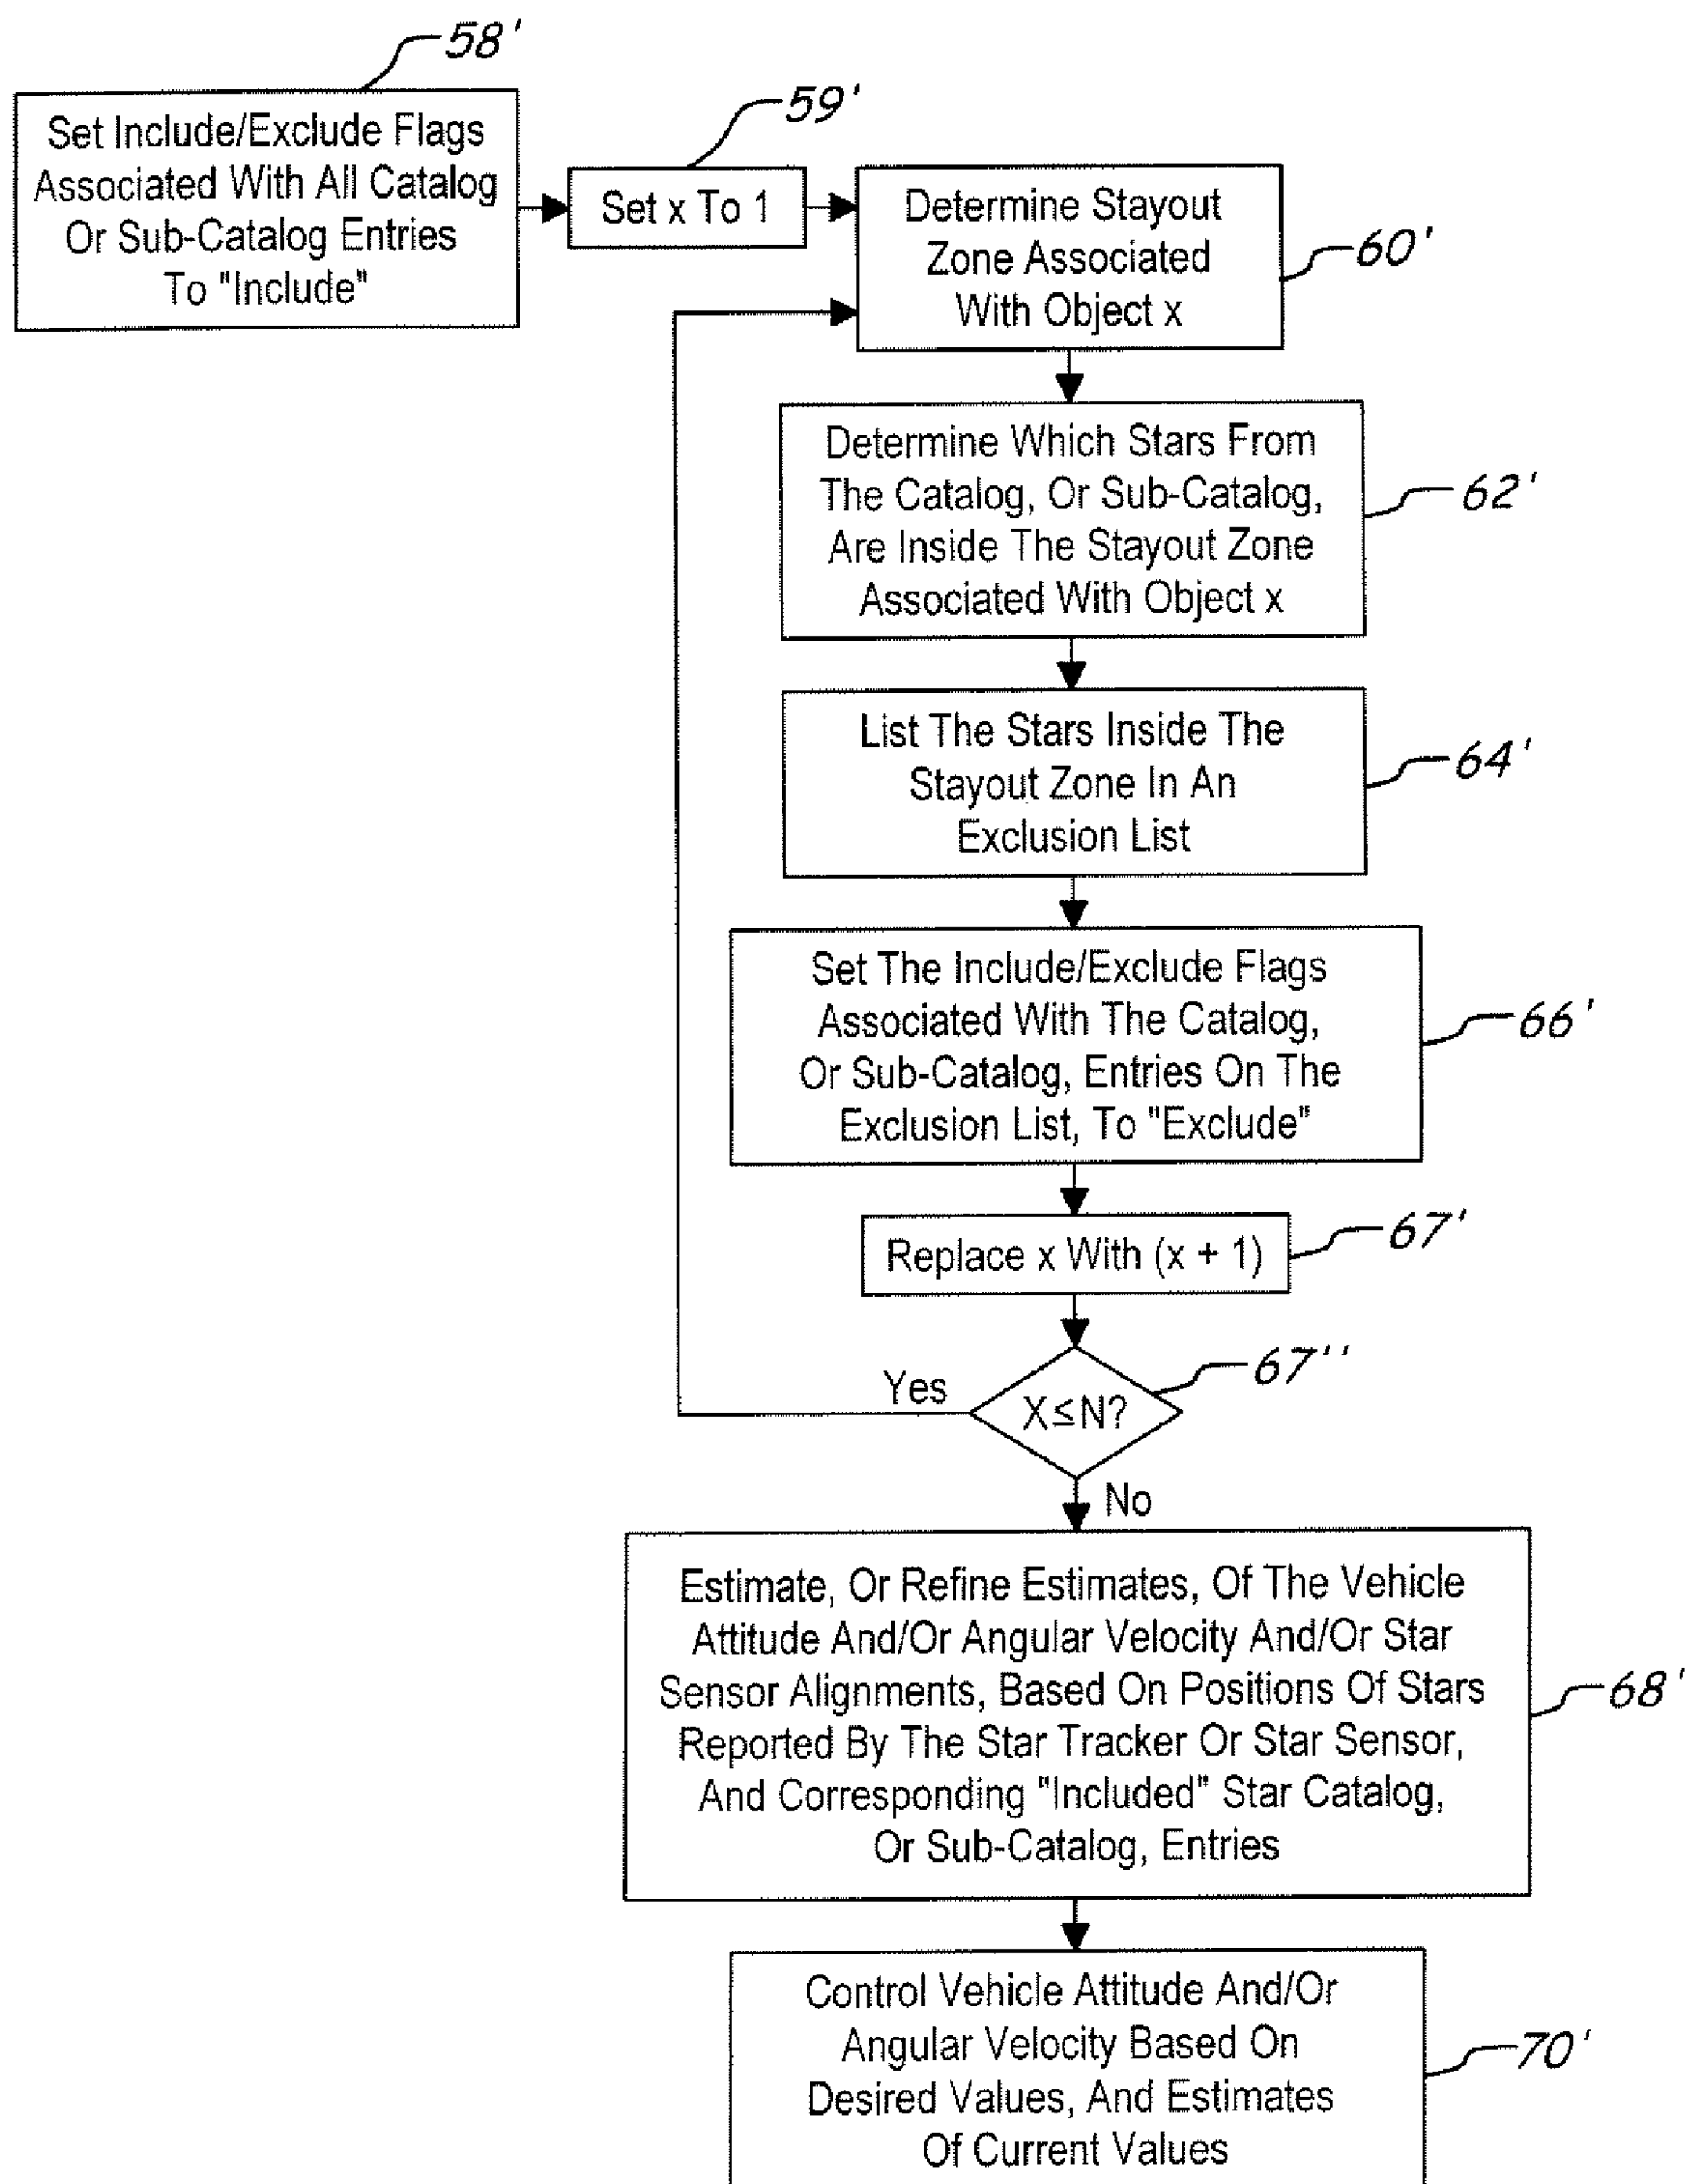 58'
Set Include/Exclude Flags
Associated With All Catalog
Or Sub-Catalog Entries
To "Include"
59'
Set x To 1
Determine Stayout
Zone Associated
With Object x
60'
Determine Which Stars From
The Catalog, Or Sub-Catalog,
Are Inside The Stayout Zone
Associated With Object x
62'
List The Stars Inside The
Stayout Zone In An
Exclusion List
64'
Set The Include/Exclude Flags
Associated With The Catalog,
Or Sub-Catalog, Entries On The
Exclusion List, To "Exclude"
66'
Replace x With (x + 1)
67'
X≤N?
67''
Yes
No
Estimate, Or Refine Estimates, Of The Vehicle
Attitude And/Or Angular Velocity And/Or Star
Sensor Alignments, Based On Positions Of Stars
Reported By The Star Tracker Or Star Sensor,
And Corresponding "Included" Star Catalog,
Or Sub-Catalog, Entries
68'
Control Vehicle Attitude And/Or
Angular Velocity Based On
Desired Values, And Estimates
Of Current Values
70'